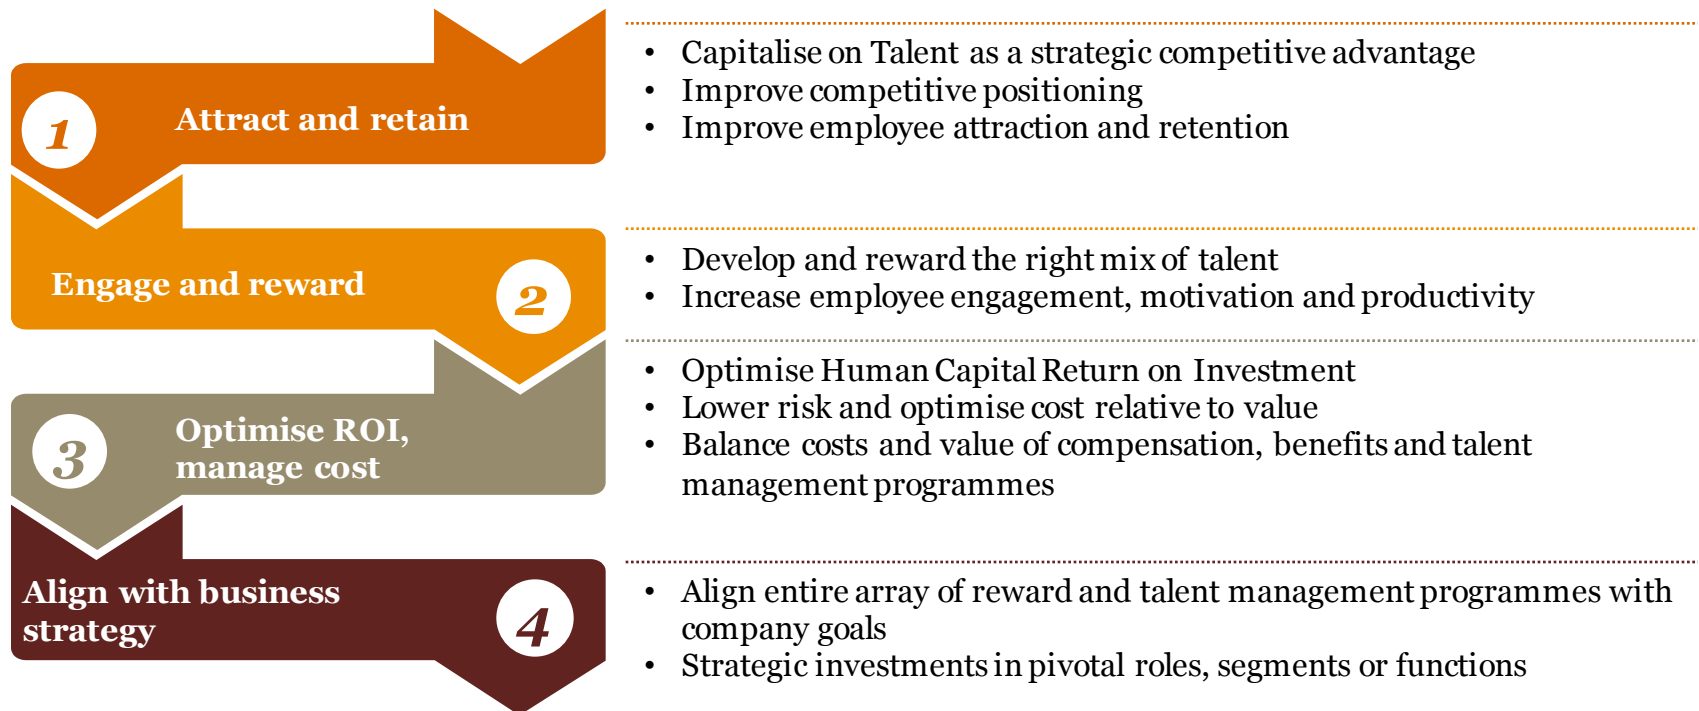 1
Attract and retain
• Capitalise on Talent as a strategic competitive advantage
• Improve competitive positioning
• Improve employee attraction and retention
Engage and reward
2
• Develop and reward the right mix of talent
• Increase employee engagement, motivation and productivity
3
Optimise ROI,
manage cost
• Optimise Human Capital Return on Investment
• Lower risk and optimise cost relative to value
• Balance costs and value of compensation, benefits and talent
management programmes
Align with business
strategy
4
• Align entire array of reward and talent management programmes with
company goals
• Strategic investments in pivotal roles, segments or functions